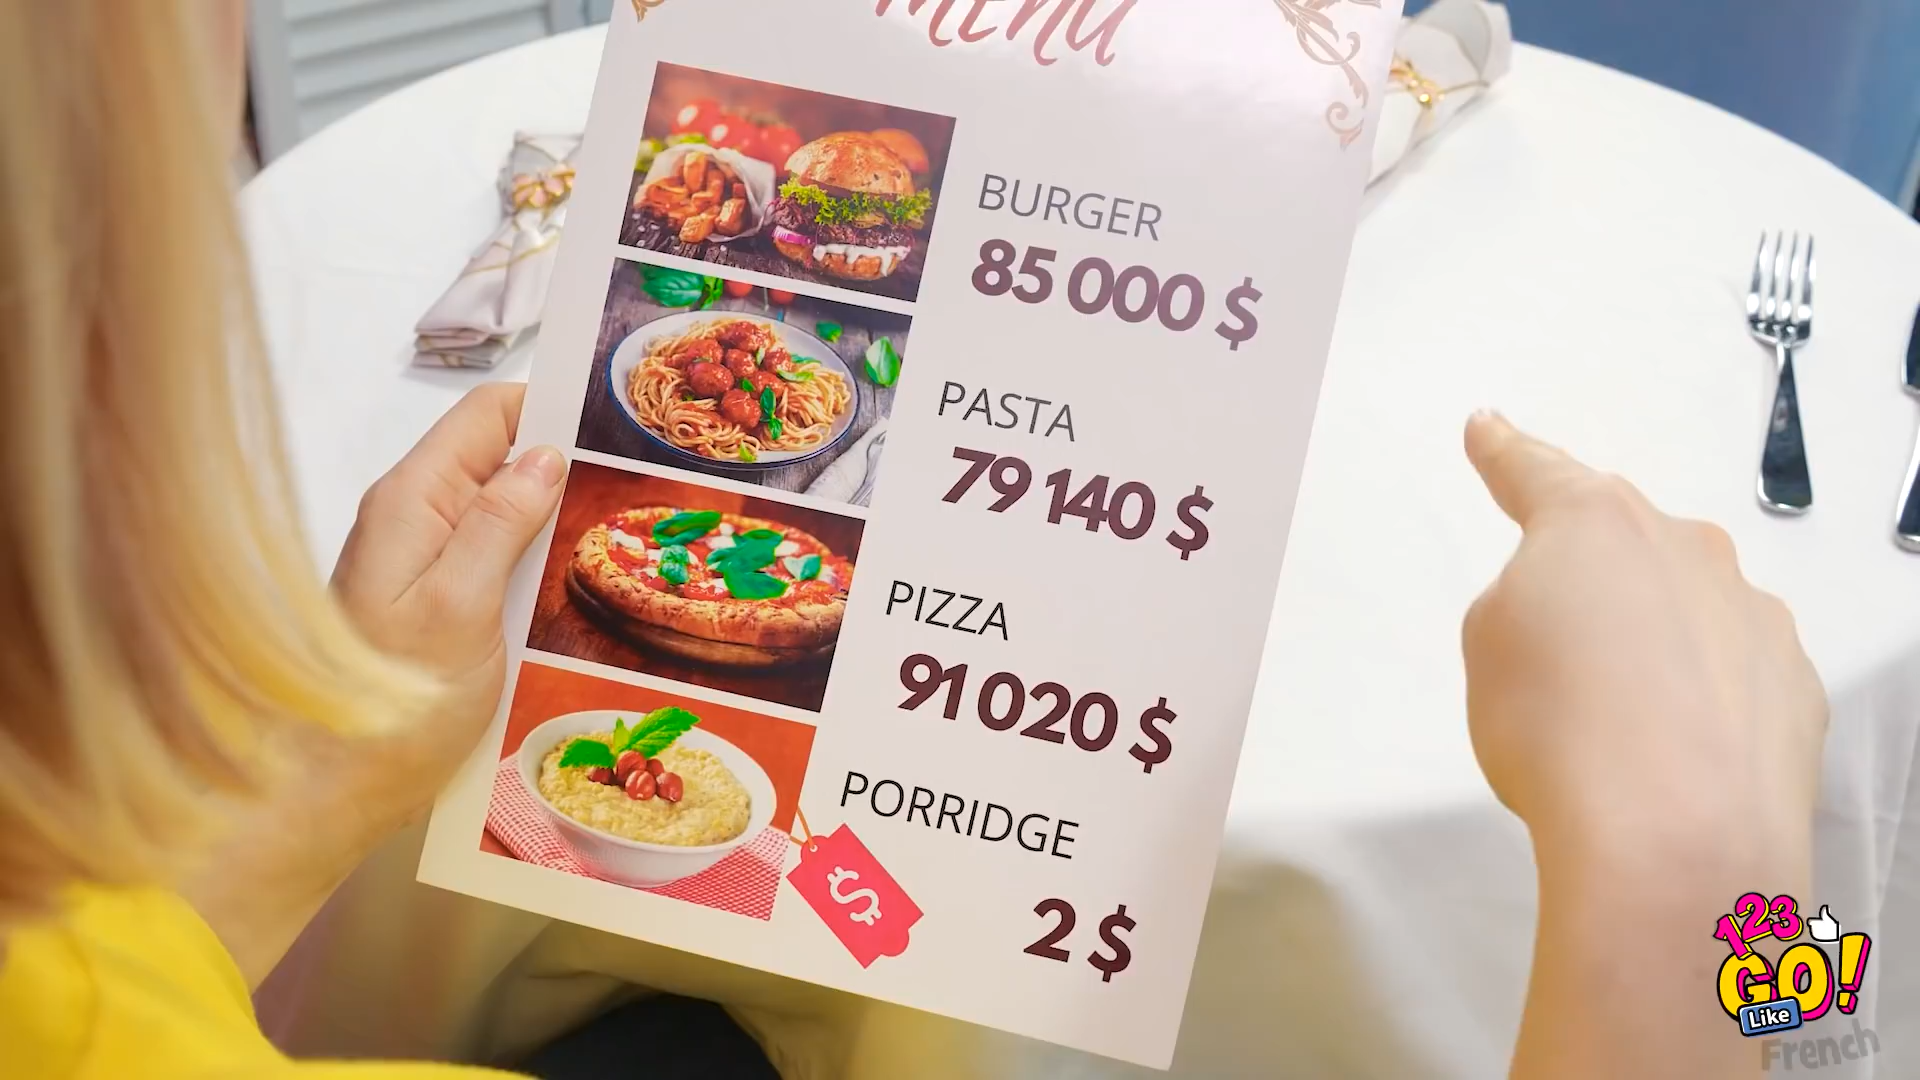 MENU
BURGER
85 000 $
PASTA
79 140 $
PIZZA
91 020 $
PORRIDGE
$
2 $
123
GO!
Like
French